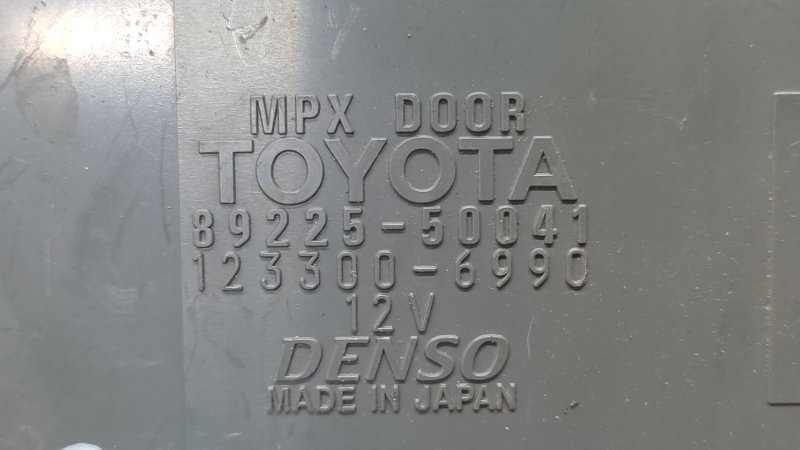 MPX DOOR
TOYOTA
89225-50041
123300-6990
12V
DENSO
MADE IN JAPAN